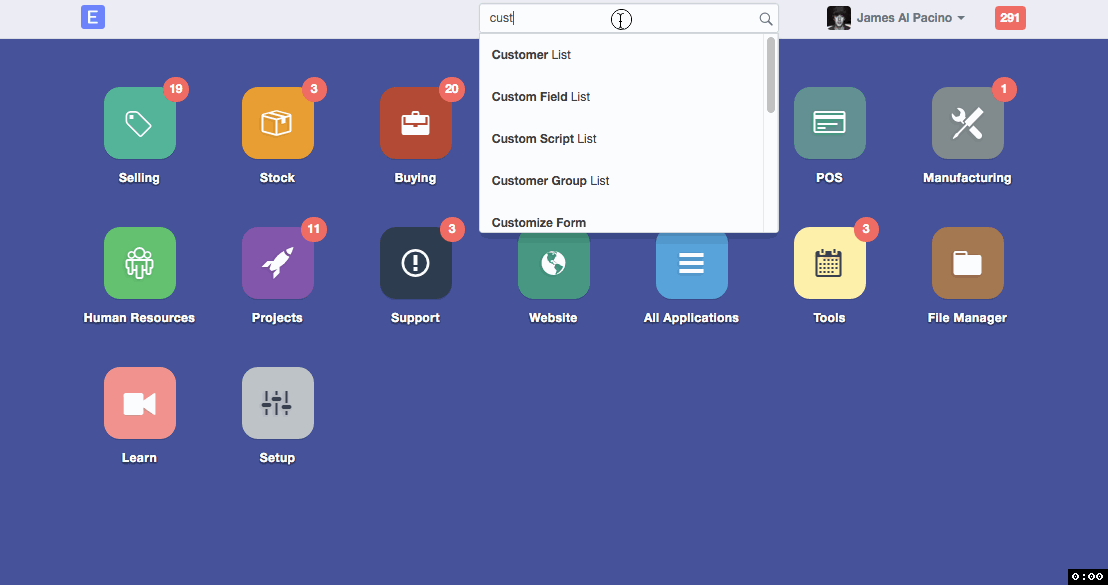 E
cust
James Al Pacino
291
Customer List
Custom Field List
Custom Script List
Customer Group List
Customize Form
19
3
20
1
Selling
Stock
Buying
POS
Manufacturing
11
3
3
Human Resources
Projects
Support
Website
All Applications
Tools
File Manager
Learn
Setup
0:00